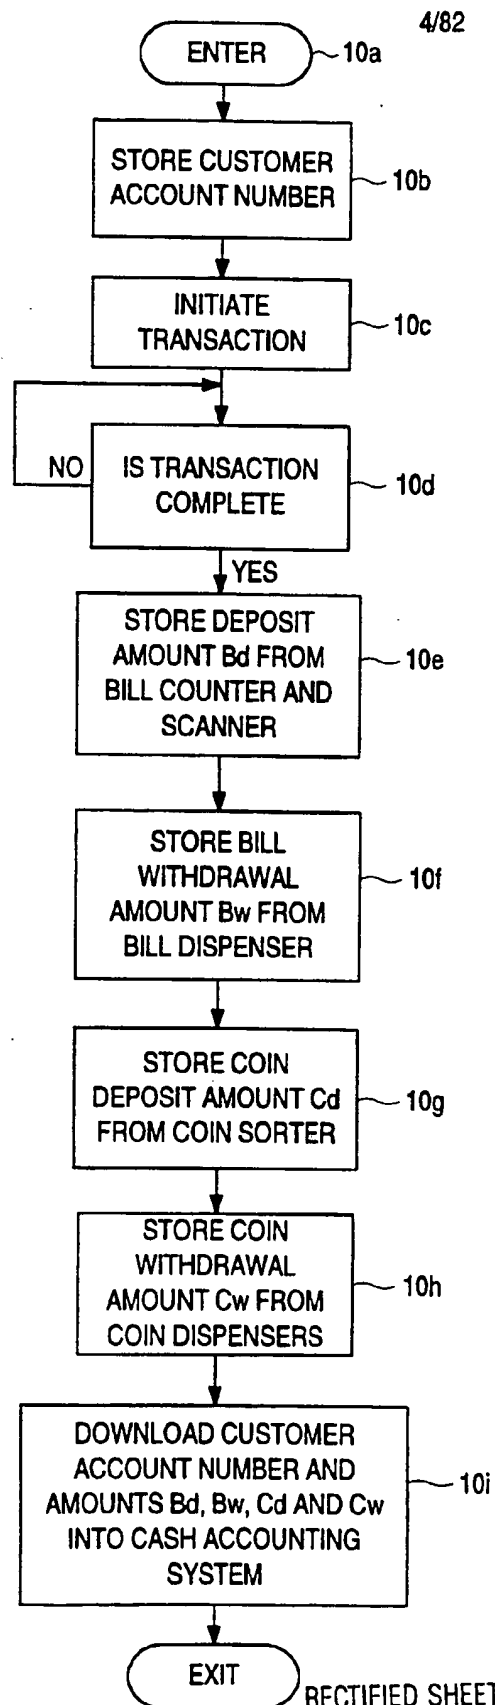 4/82
ENTER
10a
STORE CUSTOMER
ACCOUNT NUMBER
10b
INITIATE
TRANSACTION
10c
NO
IS TRANSACTION
COMPLETE
10d
YES
STORE DEPOSIT
AMOUNT Bd FROM
BILL COUNTER AND
SCANNER
10e
STORE BILL
WITHDRAWAL
AMOUNT Bw FROM
BILL DISPENSER
10f
STORE COIN
DEPOSIT AMOUNT Cd
FROM COIN SORTER
10g
STORE COIN
WITHDRAWAL
AMOUNT Cw FROM
COIN DISPENSERS
10h
DOWNLOAD CUSTOMER
ACCOUNT NUMBER AND
AMOUNTS Bd, Bw, Cd AND Cw
INTO CASH ACCOUNTING
SYSTEM
10i
EXIT
RECTIFIED SHEET